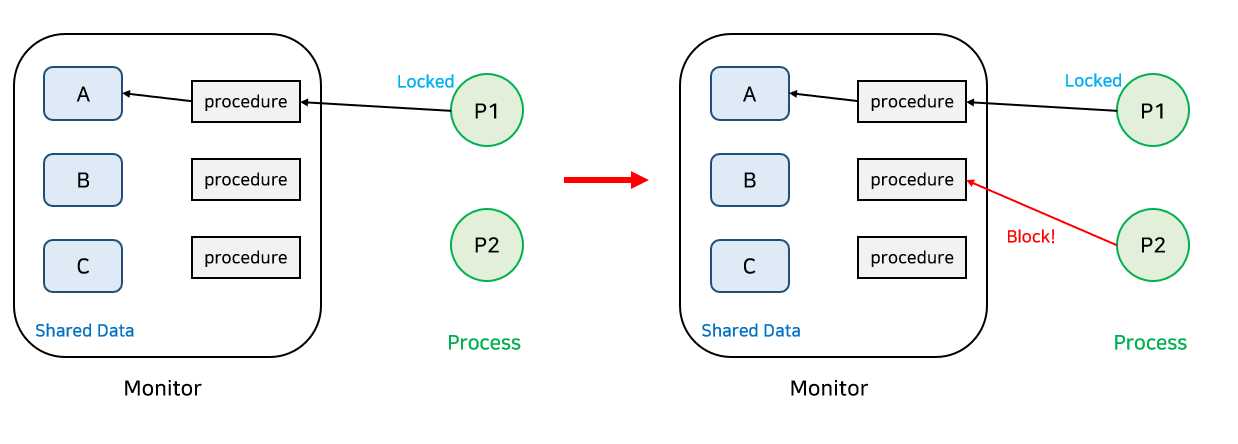 Locked
A
procedure
P1
B
procedure
P2
C
procedure
Shared Data
Process
Monitor
Locked
A
procedure
P1
B
procedure
Block!
P2
C
procedure
Shared Data
Process
Monitor